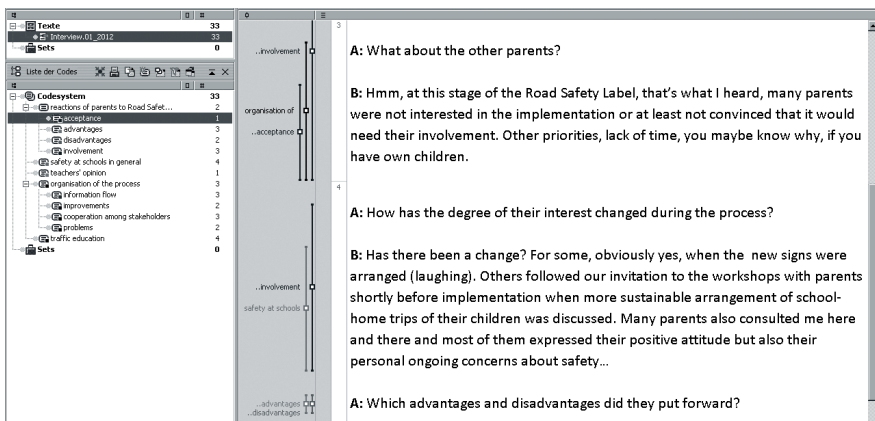 Texte 33
Interview.01_2012 33
Sets 0
Liste der Codes
Codesystem 33
reactions of parents to Road Safet... 2
acceptance 1
advantages 3
disadvantages 2
involvement 3
safety at schools in general 4
teachers' opinion 1
organisation of the process 3
information flow 3
improvements 2
cooperation among stakeholders 3
problems 2
traffic education 4
Sets 0
..involvement
organisation of
..acceptance
..involvement
safety at schools
..advantages
..disadvantages
3
A: What about the other parents?
B: Hmm, at this stage of the Road Safety Label, that's what I heard, many parents
were not interested in the implementation or at least not convinced that it would
need their involvement. Other priorities, lack of time, you maybe know why, if you
have own children.
4
A: How has the degree of their interest changed during the process?
B: Has there been a change? For some, obviously yes, when the new signs were
arranged (laughing). Others followed our invitation to the workshops with parents
shortly before implementation when more sustainable arrangement of school-
home trips of their children was discussed. Many parents also consulted me here
and there and most of them expressed their positive attitude but also their
personal ongoing concerns about safety...
A: Which advantages and disadvantages did they put forward?